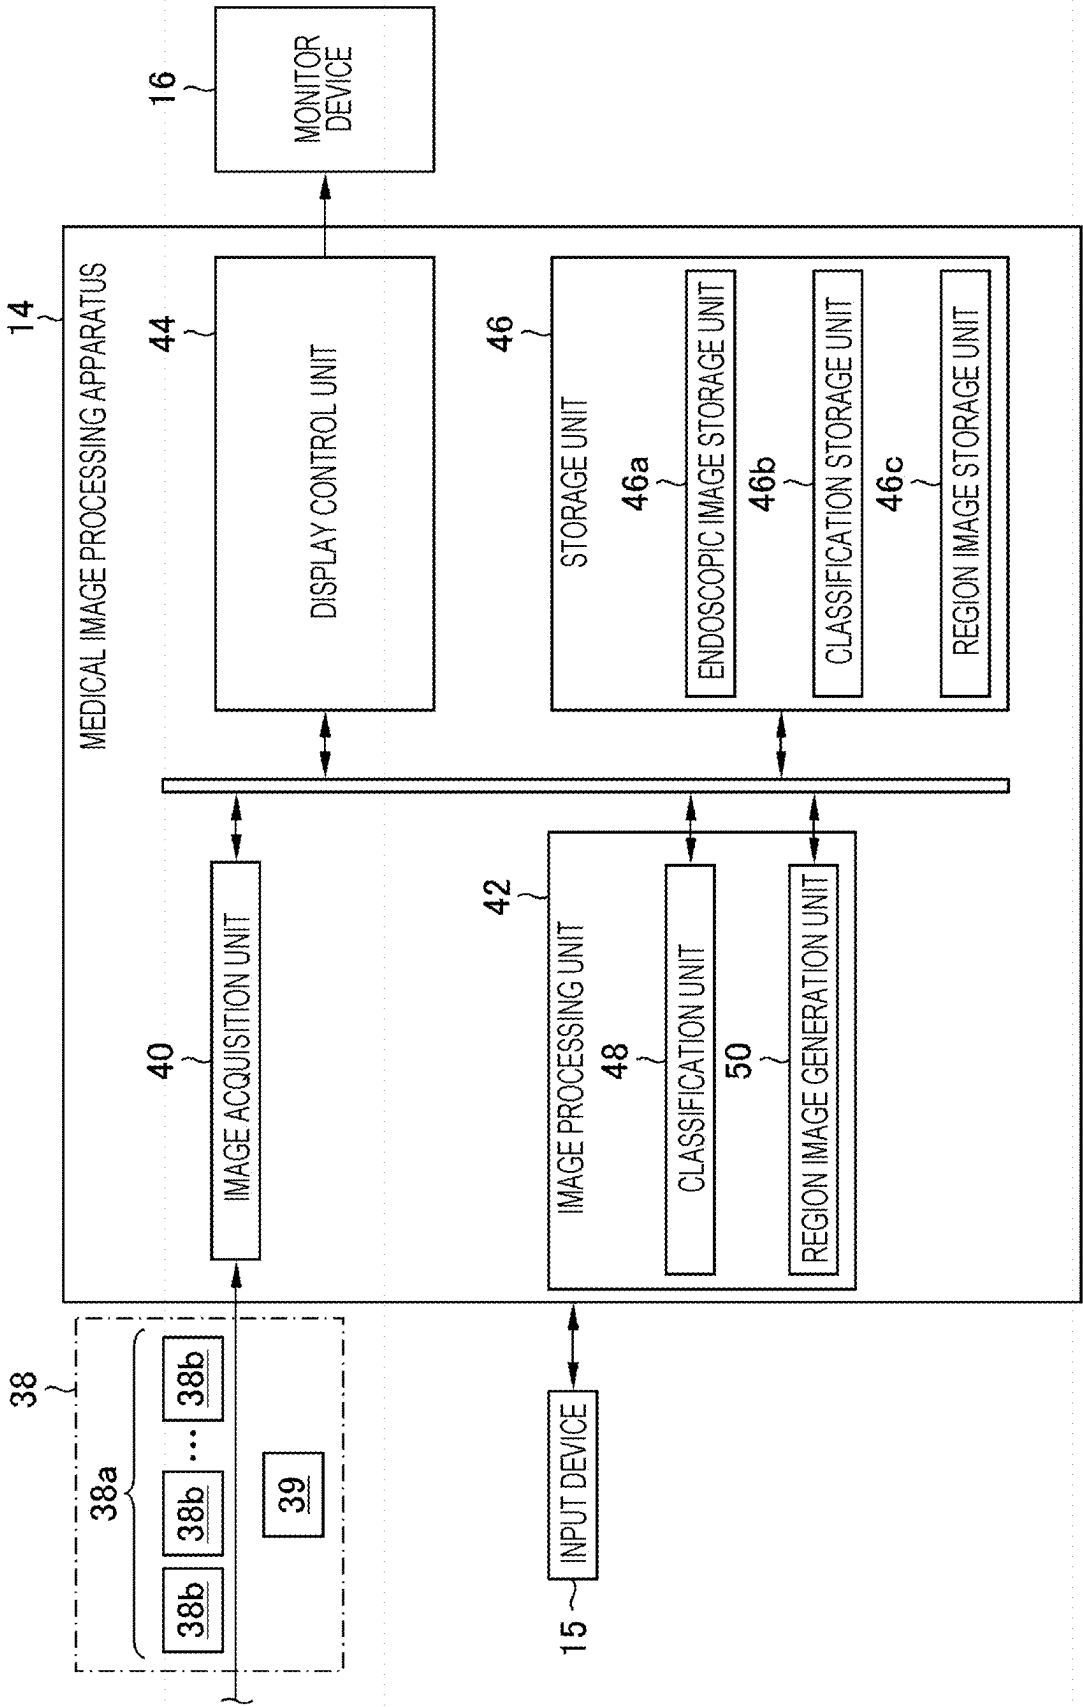 14
MEDICAL IMAGE PROCESSING APPARATUS
38
38a
38b
38b
...
38b
39
40
IMAGE ACQUISITION UNIT
44
DISPLAY CONTROL UNIT
16
MONITOR
DEVICE
15
INPUT DEVICE
42
IMAGE PROCESSING UNIT
48
CLASSIFICATION UNIT
50
REGION IMAGE GENERATION UNIT
46
STORAGE UNIT
46a
ENDOSCOPIC IMAGE STORAGE UNIT
46b
CLASSIFICATION STORAGE UNIT
46c
REGION IMAGE STORAGE UNIT